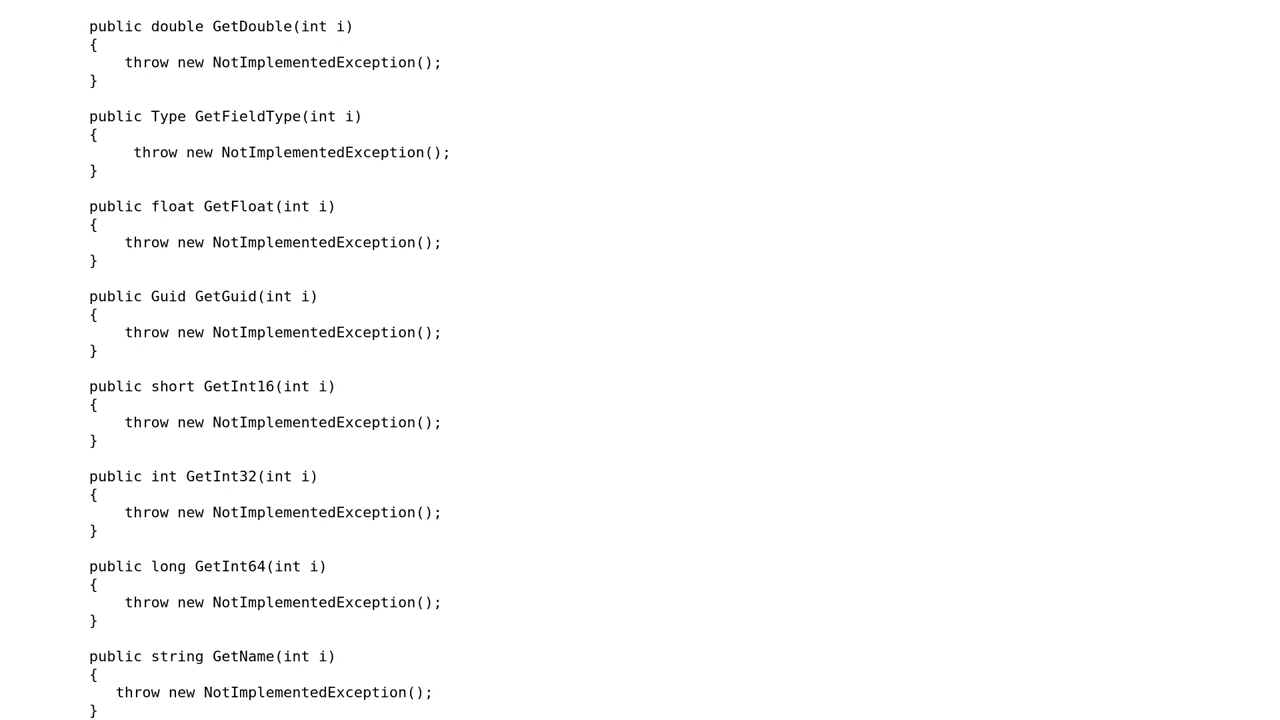 public double GetDouble(int i)
{
    throw new NotImplementedException();
}

public Type GetFieldType(int i)
{
     throw new NotImplementedException();
}

public float GetFloat(int i)
{
    throw new NotImplementedException();
}

public Guid GetGuid(int i)
{
    throw new NotImplementedException();
}

public short GetInt16(int i)
{
    throw new NotImplementedException();
}

public int GetInt32(int i)
{
    throw new NotImplementedException();
}

public long GetInt64(int i)
{
    throw new NotImplementedException();
}

public string GetName(int i)
{
   throw new NotImplementedException();
}